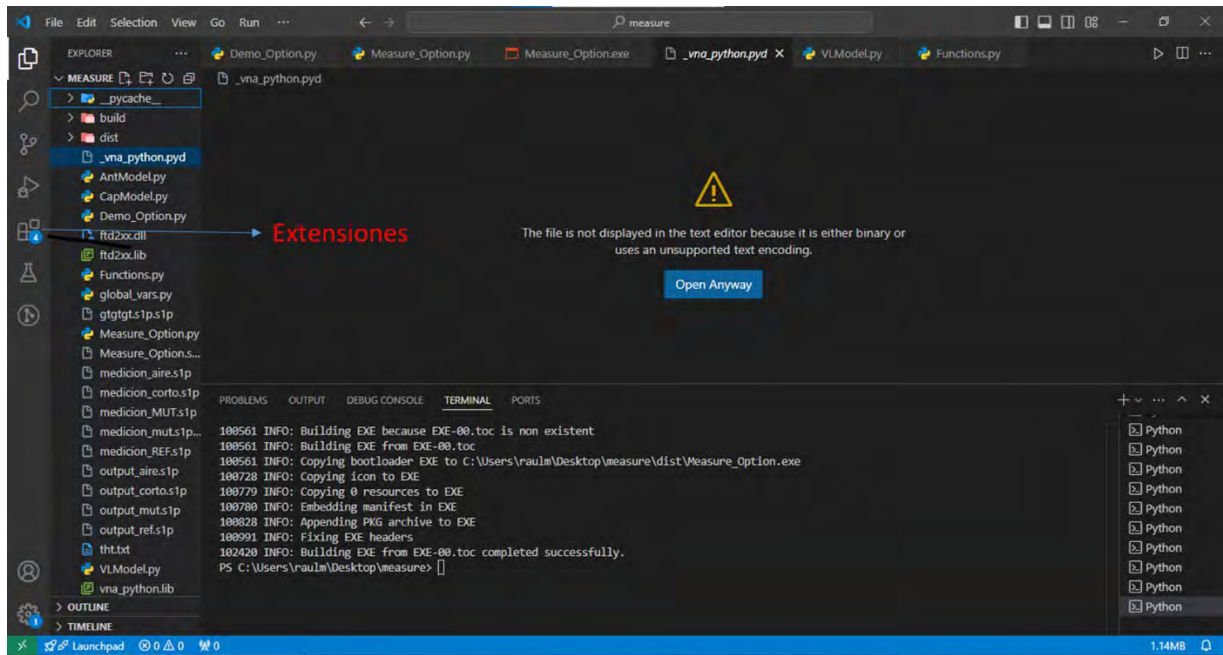 File Edit Selection View Go Run ... measure
EXPLORER ...
Demo_Option.py Measure_Option.py Measure_Option.exe _vna_python.pyd VLModel.py Functions.py
MEASURE
_vna_python.pyd
__pycache__
build
dist
_vna_python.pyd
AntModel.py
CapModel.py
Demo_Option.py
ftd2xx.dll
ftd2xx.lib
Functions.py
global_vars.py
gtgtgt.s1p.s1p
Measure_Option.py
Measure_Option.s...
medicion_aire.s1p
medicion_corto.s1p
medicion_MUT.s1p
medicion_mut.s1p...
medicion_REF.s1p
output_aire.s1p
output_corto.s1p
output_mut.s1p
output_ref.s1p
tht.txt
VLModel.py
vna_python.lib
OUTLINE
TIMELINE
4
Extensiones
The file is not displayed in the text editor because it is either binary or
uses an unsupported text encoding.
Open Anyway
PROBLEMS OUTPUT DEBUG CONSOLE TERMINAL PORTS
100561 INFO: Building EXE because EXE-00.toc is non existent
100561 INFO: Building EXE from EXE-00.toc
100561 INFO: Copying bootloader EXE to C:\Users\raulm\Desktop\measure\dist\Measure_Option.exe
100728 INFO: Copying icon to EXE
100779 INFO: Copying 0 resources to EXE
100780 INFO: Embedding manifest in EXE
100828 INFO: Appending PKG archive to EXE
100991 INFO: Fixing EXE headers
102420 INFO: Building EXE from EXE-00.toc completed successfully.
PS C:\Users\raulm\Desktop\measure>
Python
Python
Python
Python
Python
Python
Python
Python
Python
Python
1
Launchpad 0 0 0 1.14MB